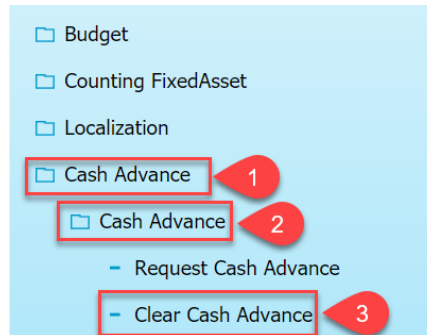 Budget
Counting FixedAsset
Localization
Cash Advance 1
Cash Advance 2
Request Cash Advance
Clear Cash Advance 3